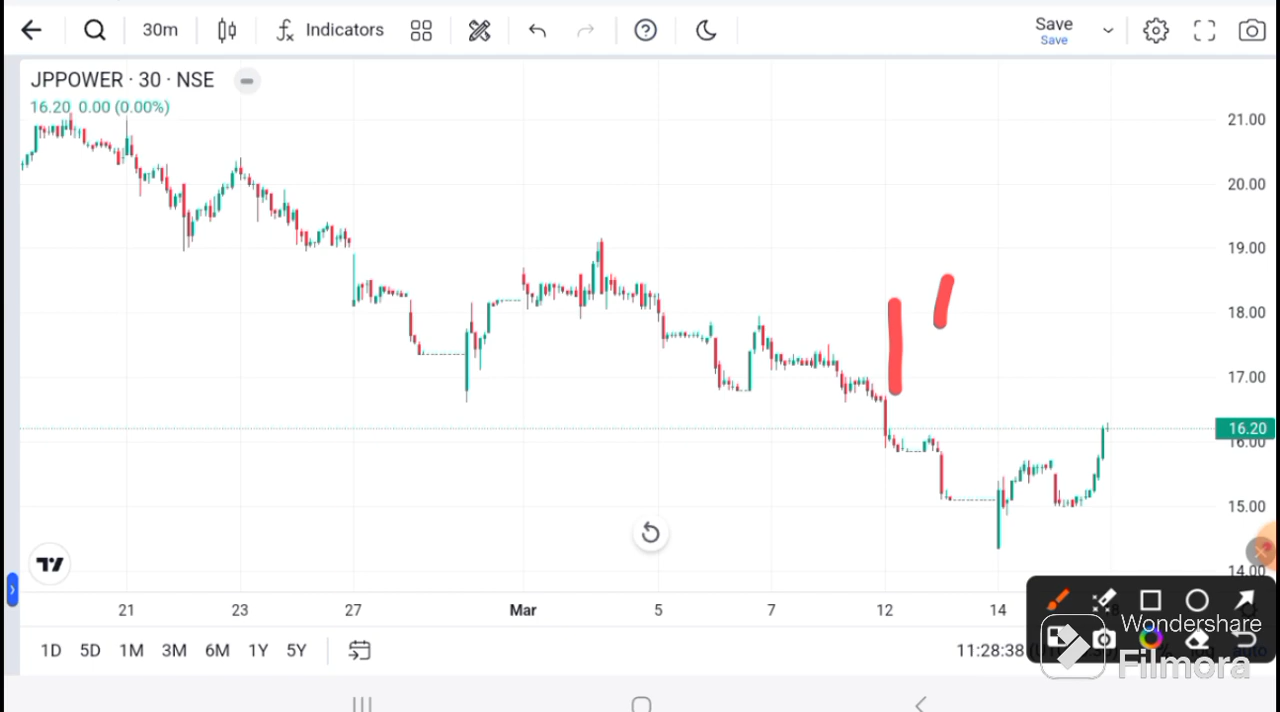 30m Indicators Save
Save
JPPOWER · 30 · NSE
16.20 0.00 (0.00%)
21.00
20.00
19.00
18.00
17.00
16.20
16.00
15.00
14.00
21 23 27 Mar 5 7 12 14
1D 5D 1M 3M 6M 1Y 5Y 11:28:38
Wondershare
Filmora